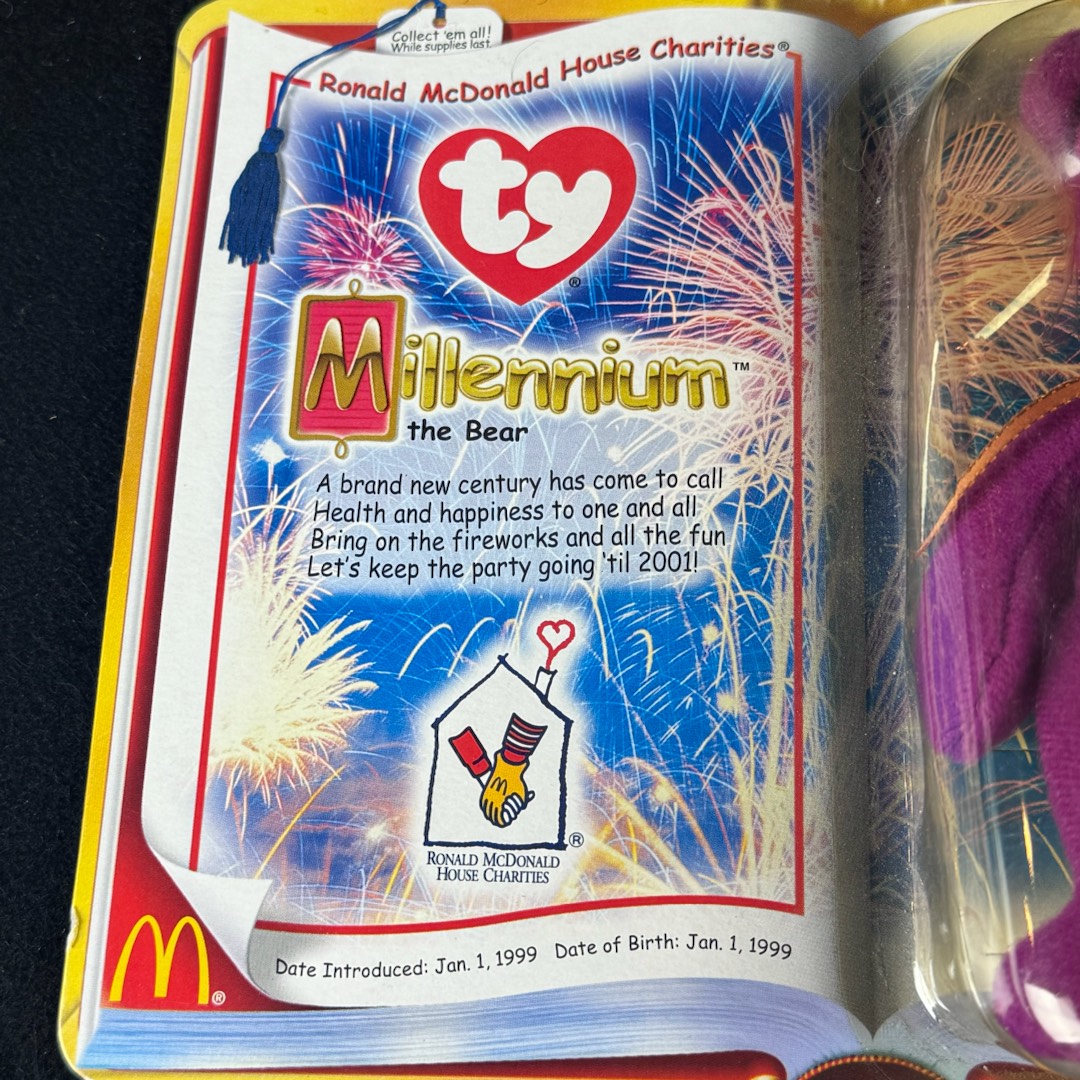 Collect 'em all!
While supplies last.
Ronald McDonald House Charities®
ty
®
Millennium™
the Bear
A brand new century has come to call
Health and happiness to one and all
Bring on the fireworks and all the fun
Let's keep the party going 'til 2001!
®
RONALD MCDONALD
HOUSE CHARITIES
Date Introduced: Jan. 1, 1999 Date of Birth: Jan. 1, 1999
M®